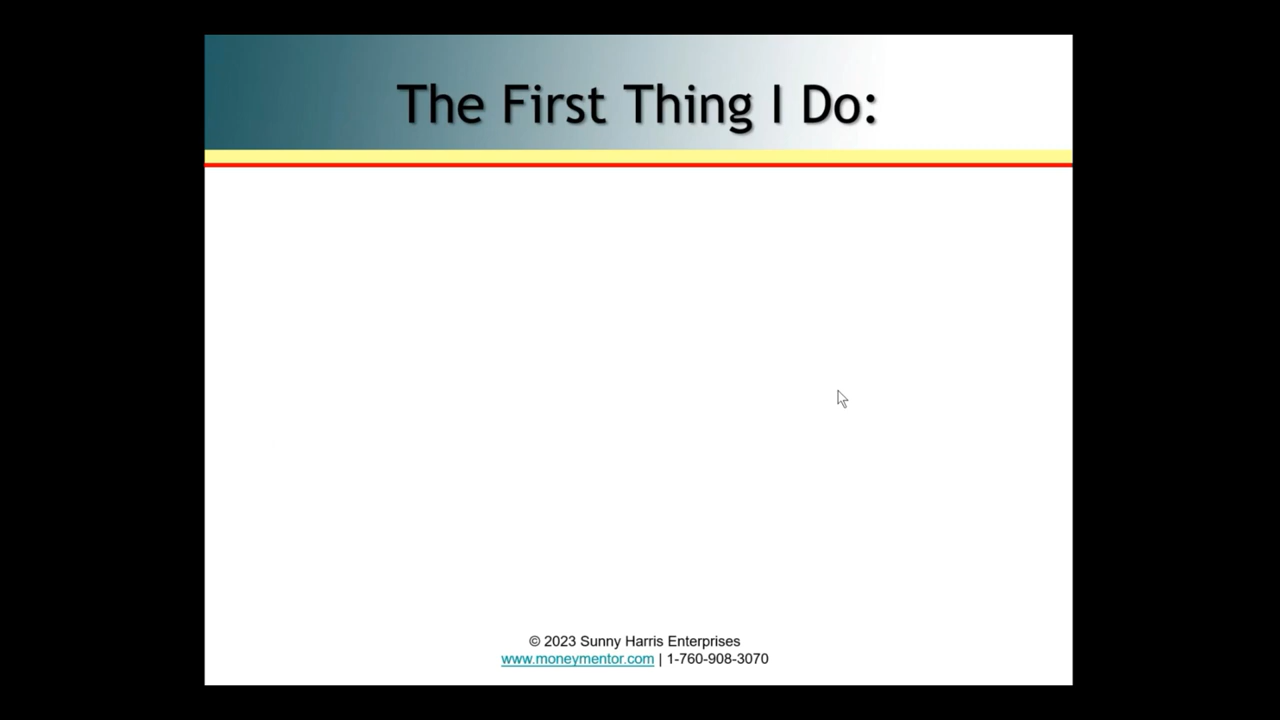 The First Thing I Do:
© 2023 Sunny Harris Enterprises
www.moneymentor.com | 1-760-908-3070